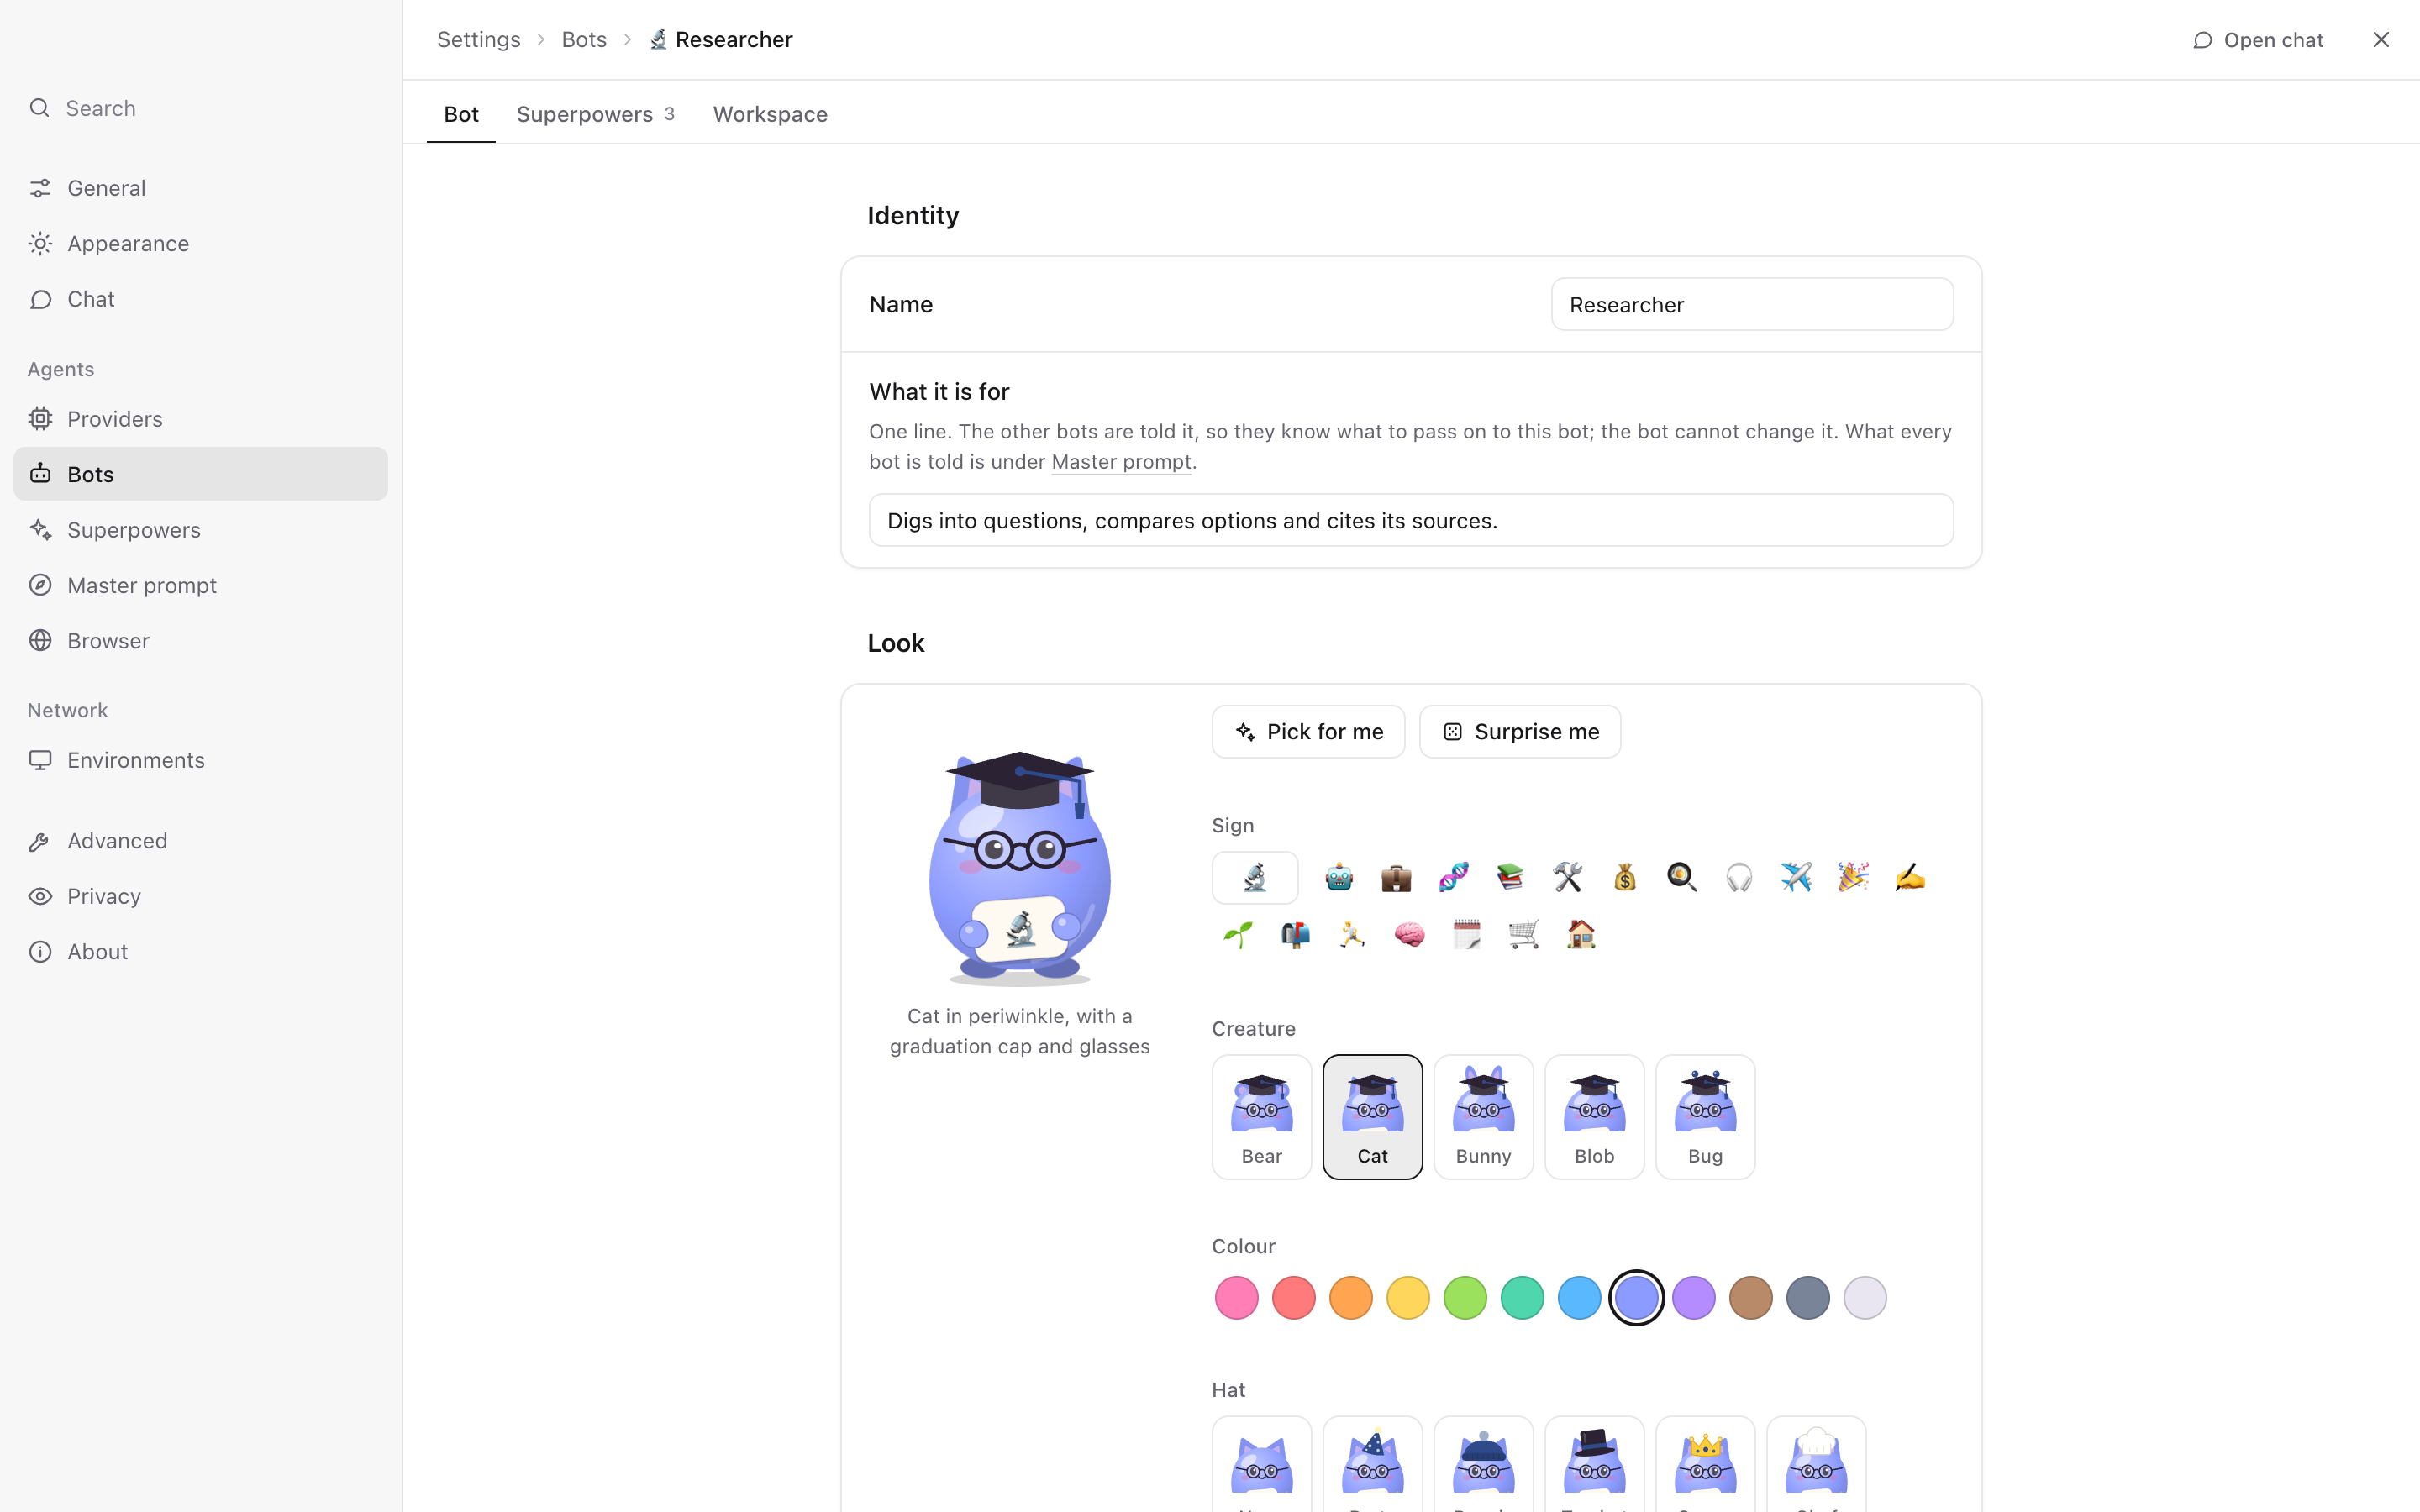 Settings > Bots > Researcher
Open chat
Search
General
Appearance
Chat
Agents
Providers
Bots
Superpowers
Master prompt
Browser
Network
Environments
Advanced
Privacy
About
Bot
Superpowers 3
Workspace
Identity
Name
Researcher
What it is for
One line. The other bots are told it, so they know what to pass on to this bot; the bot cannot change it. What every
bot is told is under Master prompt.
Digs into questions, compares options and cites its sources.
Look
Pick for me
Surprise me
Sign
Cat in periwinkle, with a
graduation cap and glasses
Creature
Bear
Cat
Bunny
Blob
Bug
Colour
Hat